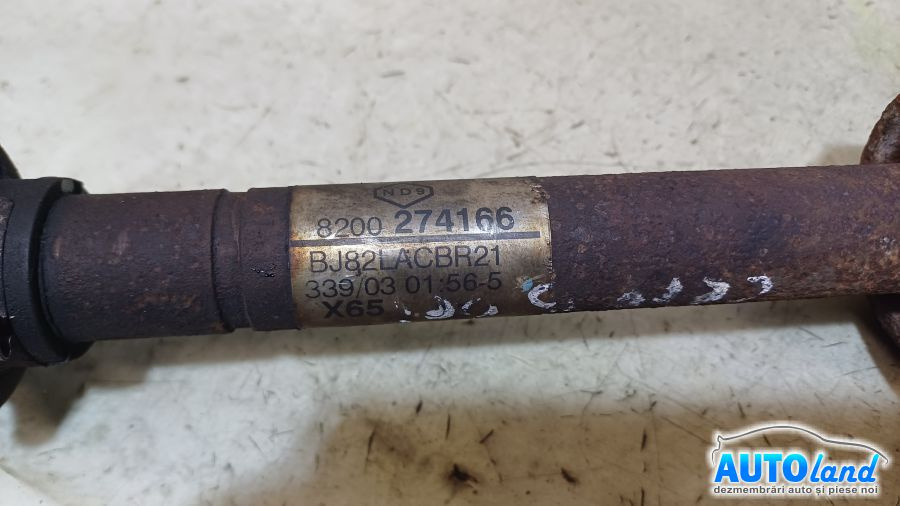 ND9
8200 274166
BJ82LACBR21
339/03 01:56-5
X65
AUTOland
dezmembrări auto și piese noi